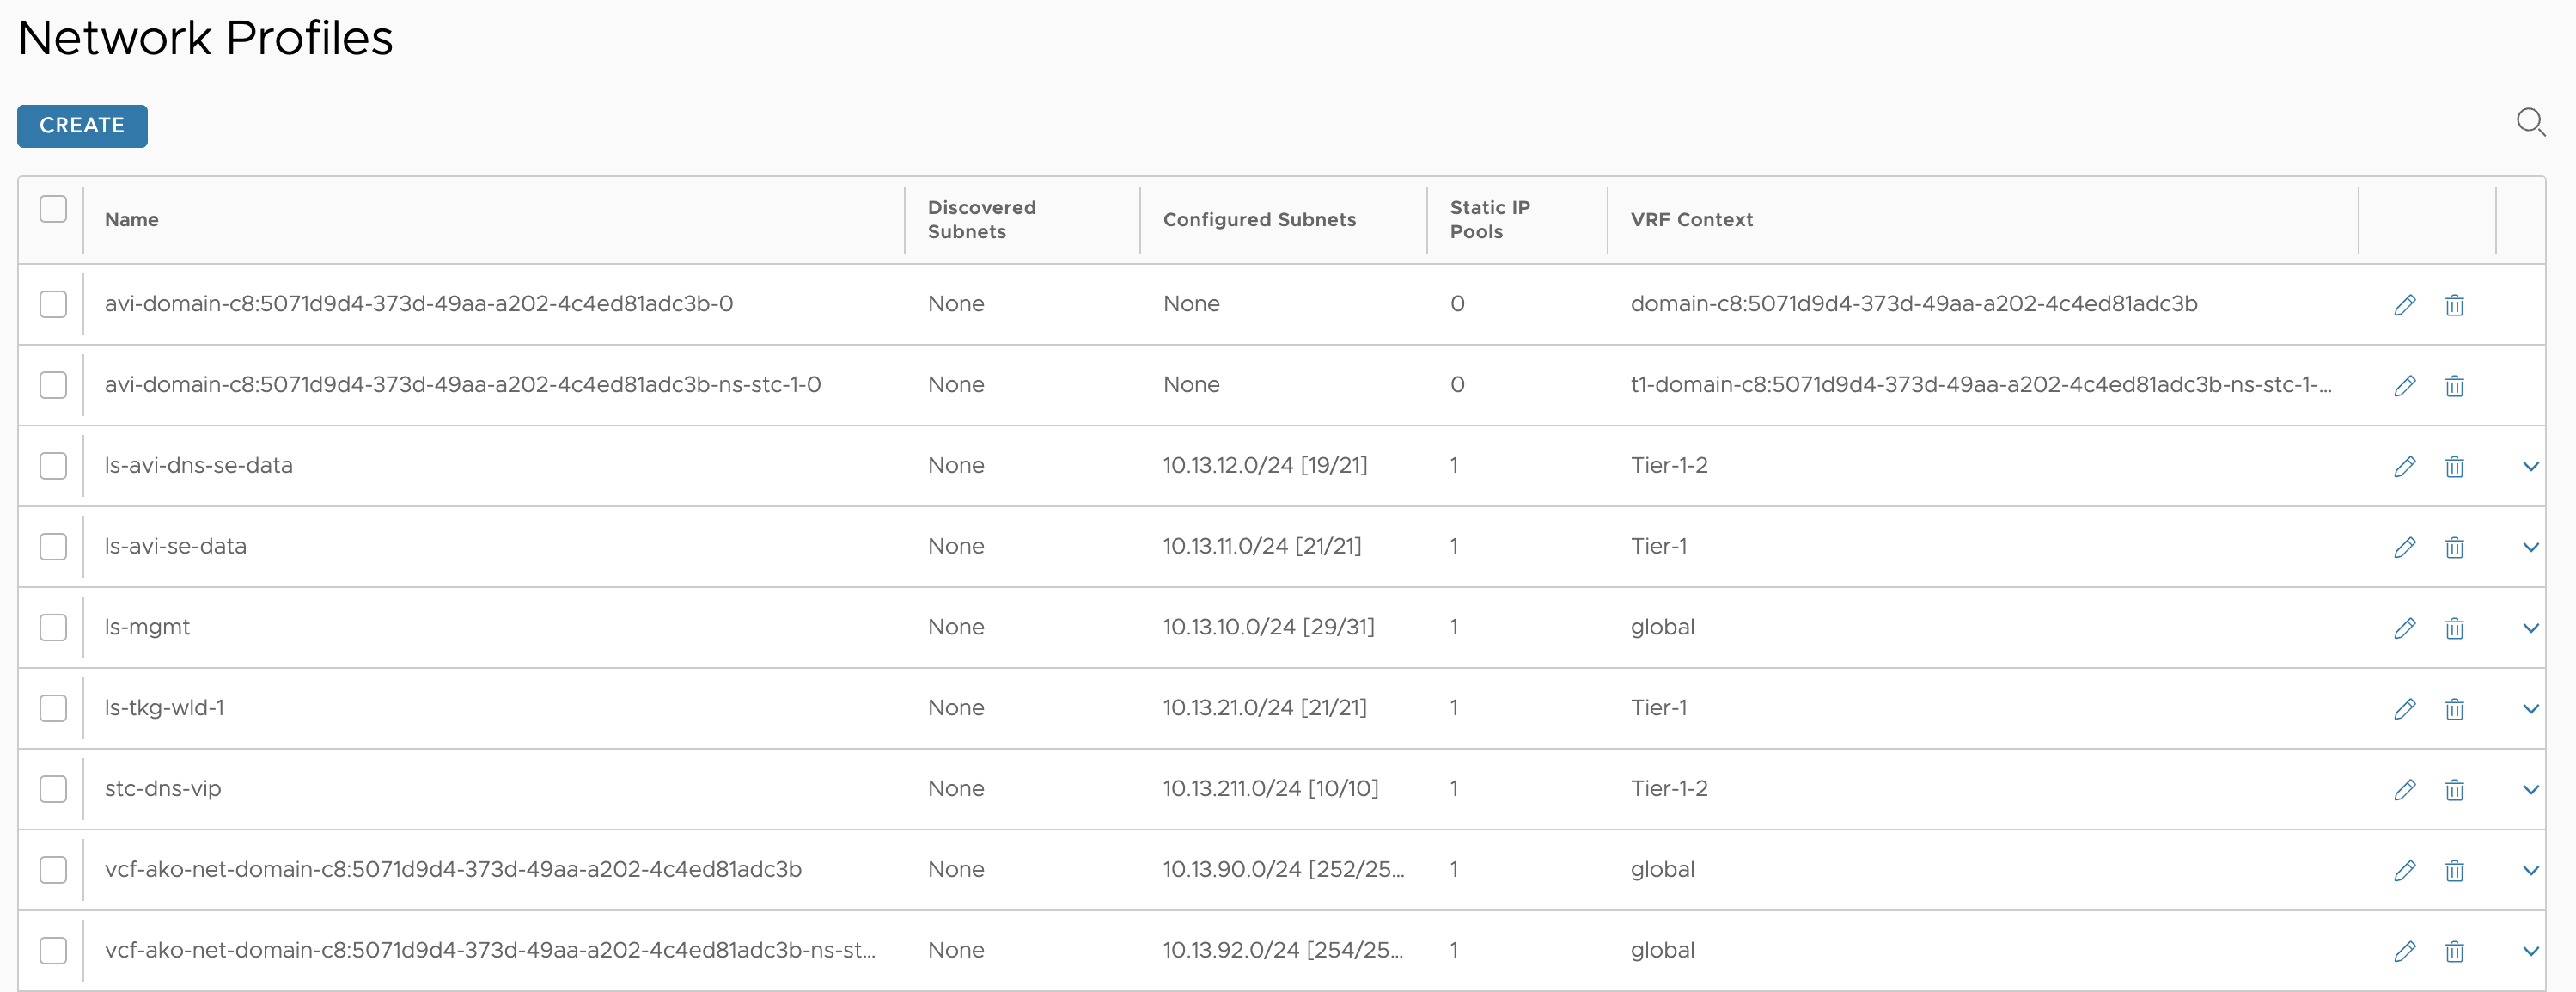 Network Profiles
CREATE
Name
Discovered Subnets
Configured Subnets
Static IP Pools
VRF Context
avi-domain-c8:5071d9d4-373d-49aa-a202-4c4ed81adc3b-0 None None 0 domain-c8:5071d9d4-373d-49aa-a202-4c4ed81adc3b
avi-domain-c8:5071d9d4-373d-49aa-a202-4c4ed81adc3b-ns-stc-1-0 None None 0 t1-domain-c8:5071d9d4-373d-49aa-a202-4c4ed81adc3b-ns-stc-1-...
ls-avi-dns-se-data None 10.13.12.0/24 [19/21] 1 Tier-1-2
ls-avi-se-data None 10.13.11.0/24 [21/21] 1 Tier-1
ls-mgmt None 10.13.10.0/24 [29/31] 1 global
ls-tkg-wld-1 None 10.13.21.0/24 [21/21] 1 Tier-1
stc-dns-vip None 10.13.211.0/24 [10/10] 1 Tier-1-2
vcf-ako-net-domain-c8:5071d9d4-373d-49aa-a202-4c4ed81adc3b None 10.13.90.0/24 [252/25... 1 global
vcf-ako-net-domain-c8:5071d9d4-373d-49aa-a202-4c4ed81adc3b-ns-st... None 10.13.92.0/24 [254/25... 1 global